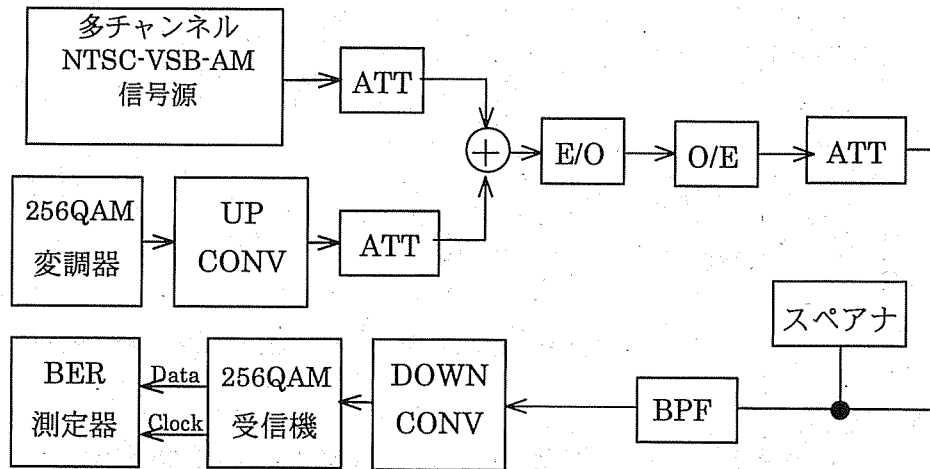 多チャンネル
NTSC-VSB-AM
信号源
ATT
E/O
O/E
ATT
256QAM
変調器
UP
CONV
ATT
スペアナ
BER
測定器
Data
Clock
256QAM
受信機
DOWN
CONV
BPF